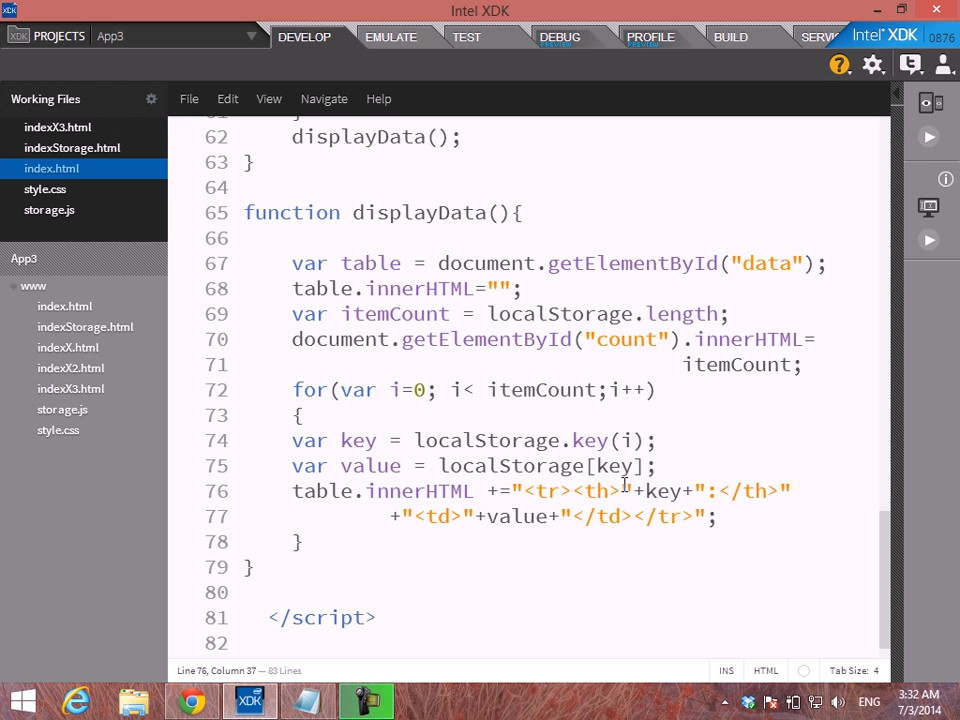 Intel XDK
PROJECTS App3 DEVELOP EMULATE TEST DEBUG PREVIEW PROFILE PREVIEW BUILD SERV Intel XDK 0876
Working Files
File Edit View Navigate Help
indexX3.html
indexStorage.html
index.html
style.css
storage.js
App3
www
index.html
indexStorage.html
indexX.html
indexX2.html
indexX3.html
storage.js
style.css
61 }
62 displayData();
63 }
64
65 function displayData(){
66
67 var table = document.getElementById("data");
68 table.innerHTML="";
69 var itemCount = localStorage.length;
70 document.getElementById("count").innerHTML=
71 itemCount;
72 for(var i=0; i< itemCount;i++)
73 {
74 var key = localStorage.key(i);
75 var value = localStorage[key];
76 table.innerHTML +="<tr><th>"+key+":</th>"
77 +"<td>"+value+"</td></tr>";
78 }
79 }
80
81 </script>
82
Line 76, Column 37 — 83 Lines INS HTML Tab Size: 4
XDK ENG 3:32 AM
7/3/2014